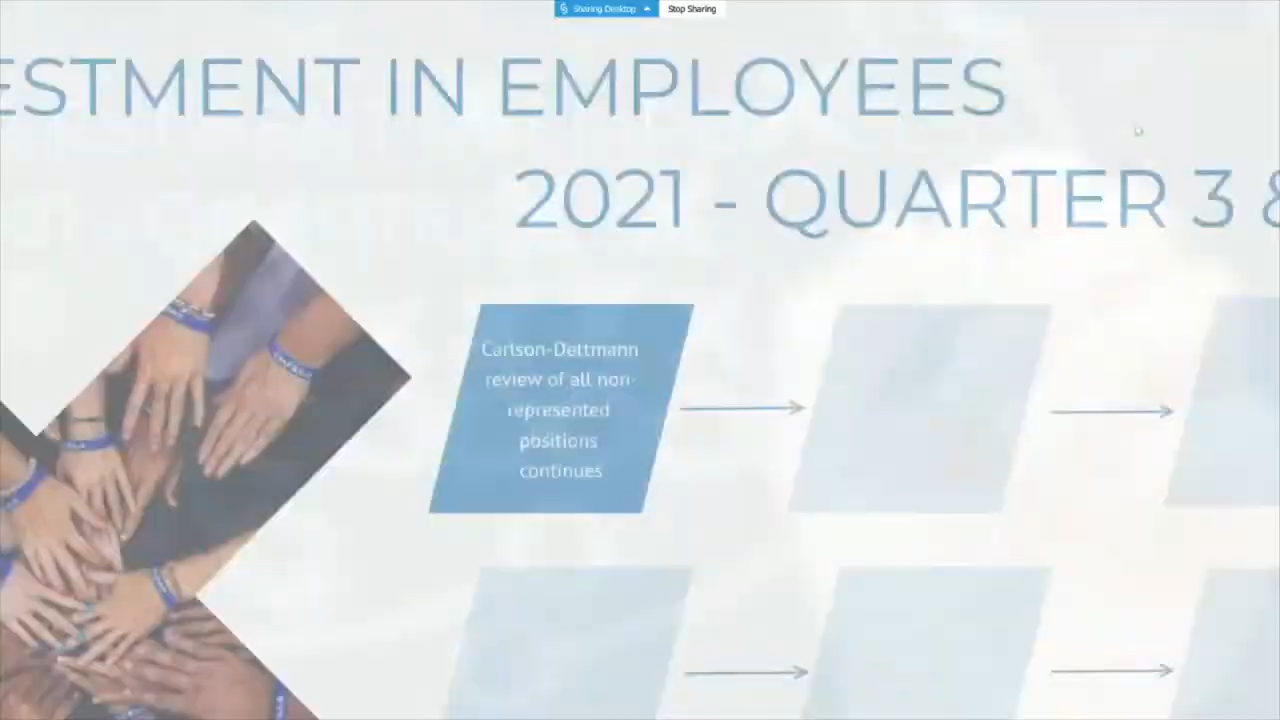 Sharing Desktop
Stop Sharing
ESTMENT IN EMPLOYEES
2021 - QUARTER 3 &
Carlson-Dettmann
review of all non-
represented
positions
continues